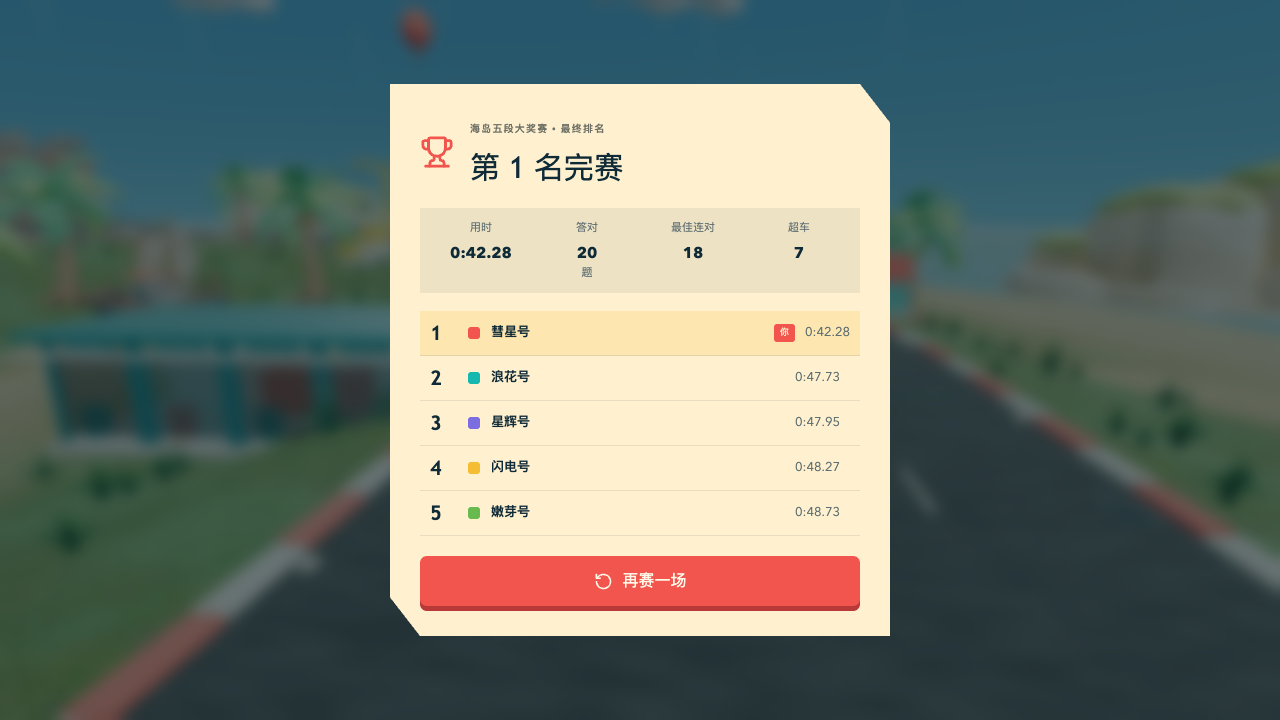 海岛五段大奖赛 • 最终排名
第 1 名完赛
用时 答对 最佳连对 超车
0:42.28 20 18 7
题
1 彗星号 你 0:42.28
2 浪花号 0:47.73
3 星辉号 0:47.95
4 闪电号 0:48.27
5 嫩芽号 0:48.73
再赛一场